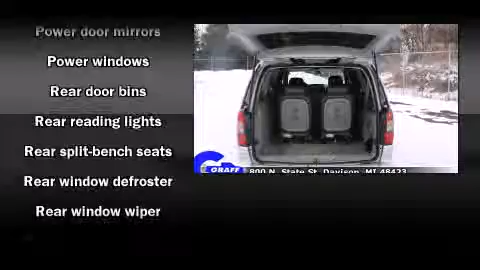 Power door mirrors
Power windows
Rear door bins
Rear reading lights
Rear split-bench seats
Rear window defroster
Rear window wiper
GRAFF
800 N. State St. Davison, MI 48423